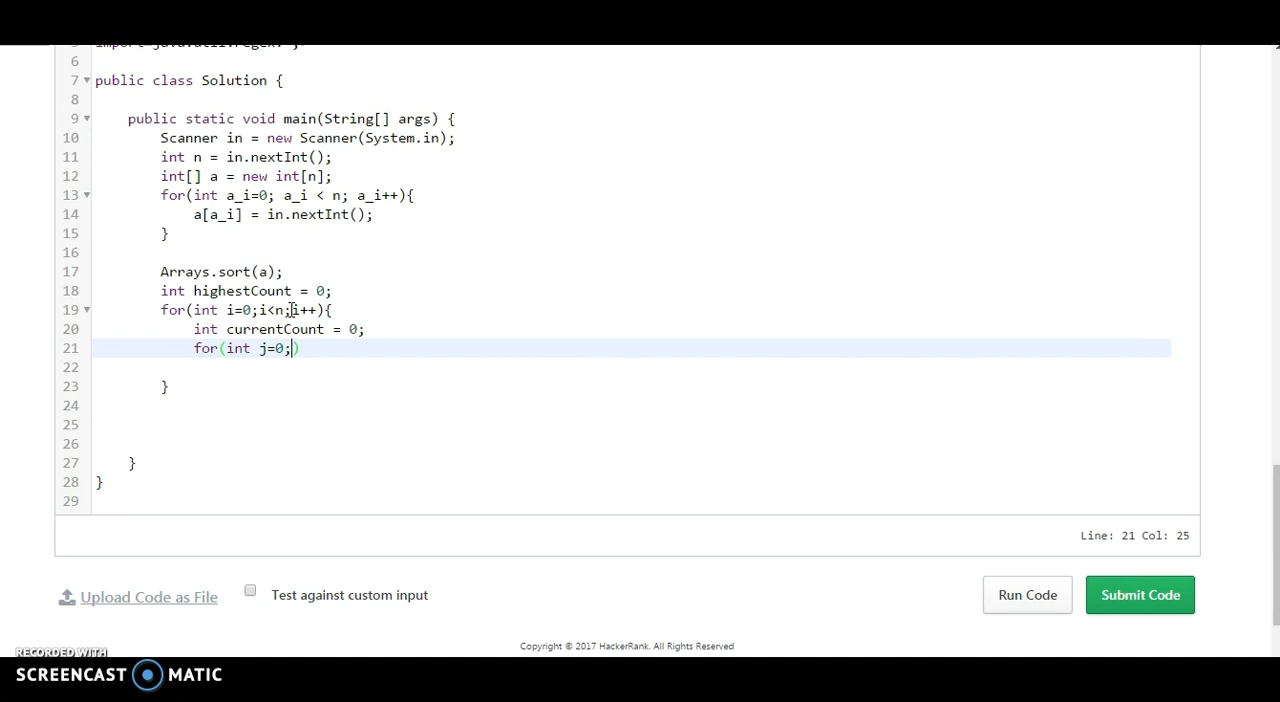 6
7 public class Solution {
8
9 public static void main(String[] args) {
10 Scanner in = new Scanner(System.in);
11 int n = in.nextInt();
12 int[] a = new int[n];
13 for(int a_i=0; a_i < n; a_i++){
14 a[a_i] = in.nextInt();
15 }
16
17 Arrays.sort(a);
18 int highestCount = 0;
19 for(int i=0;i<n;i++){
20 int currentCount = 0;
21 for(int j=0;)
22
23 }
24
25
26
27 }
28 }
29
Line: 21 Col: 25
Upload Code as File Test against custom input Run Code Submit Code
Copyright © 2017 HackerRank. All Rights Reserved
RECORDED WITH
SCREENCAST MATIC